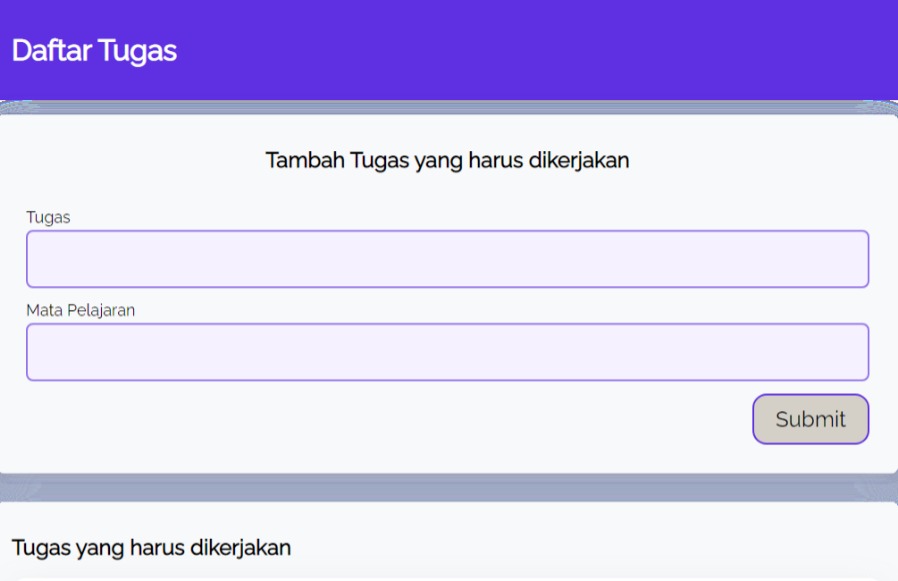 Daftar Tugas
Tambah Tugas yang harus dikerjakan
Tugas
Mata Pelajaran
Submit
Tugas yang harus dikerjakan